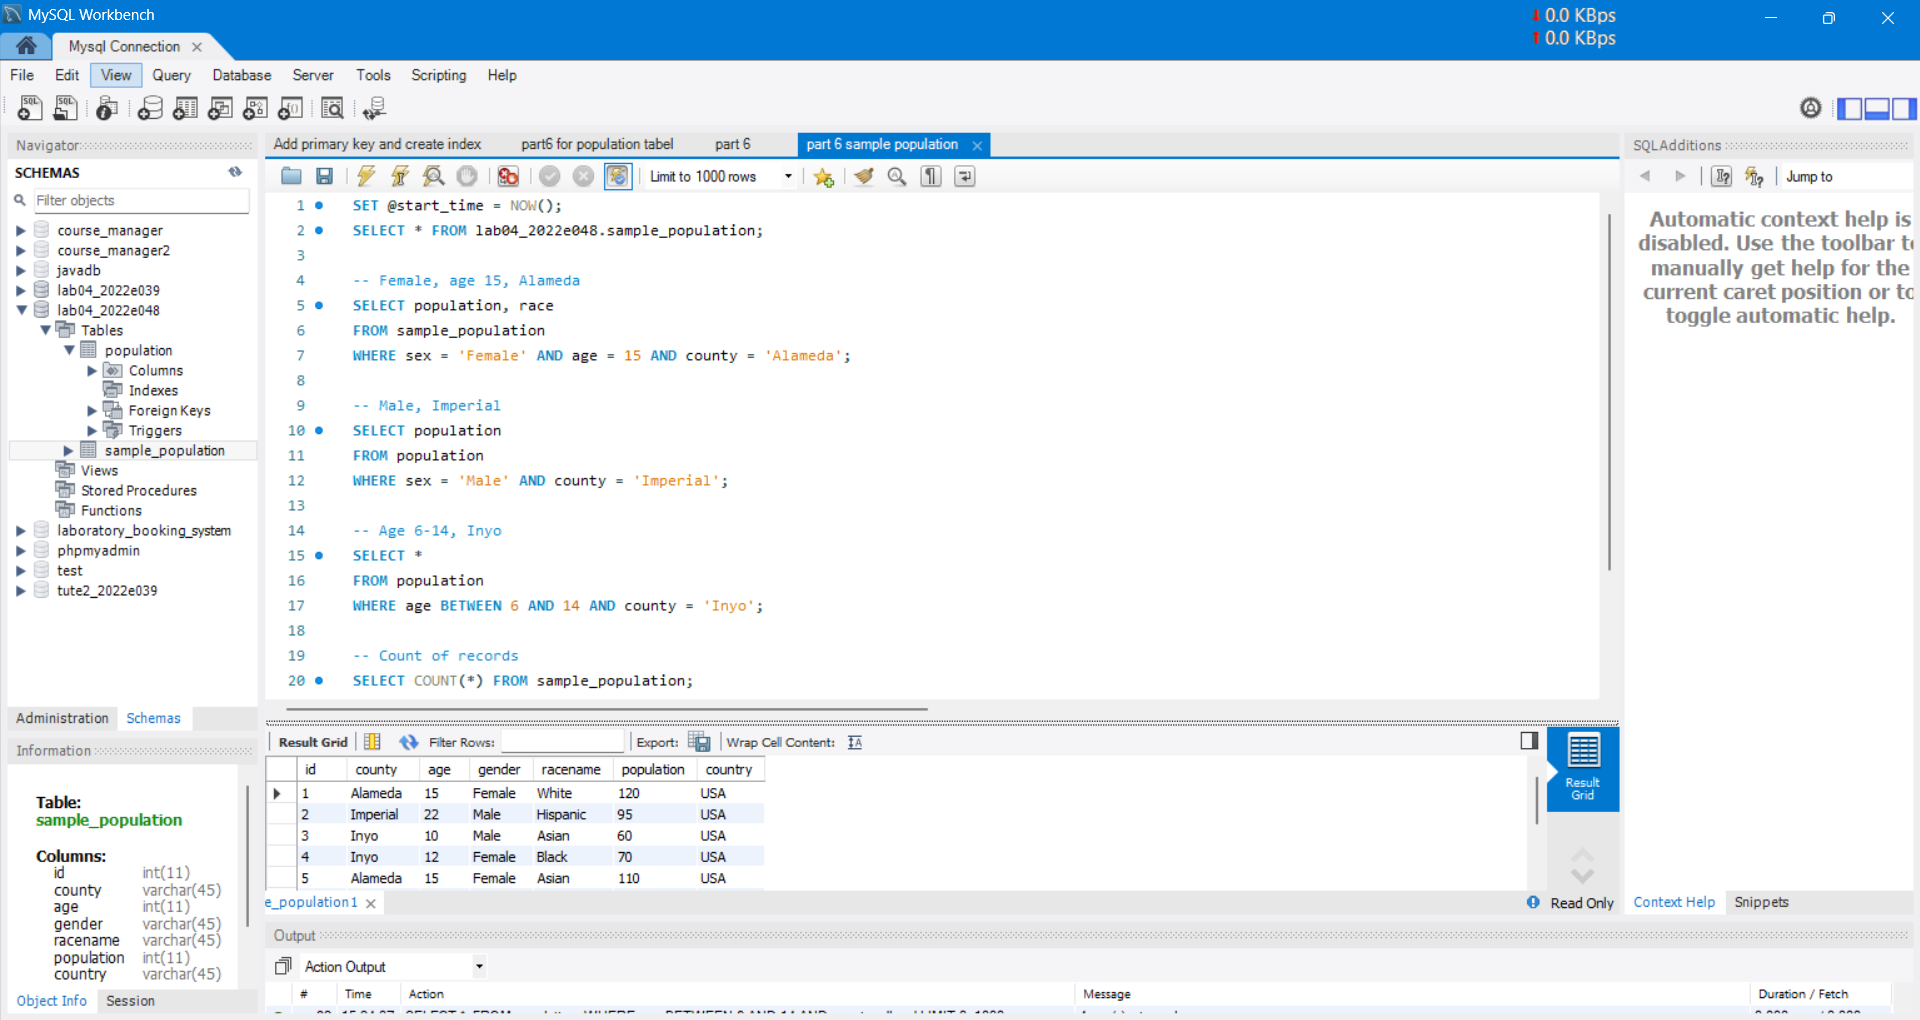 MySQL Workbench
0.0 KBps
0.0 KBps
Mysql Connection
File Edit View Query Database Server Tools Scripting Help
Navigator
SCHEMAS
Filter objects
course_manager
course_manager2
javadb
lab04_2022e039
lab04_2022e048
Tables
population
Columns
Indexes
Foreign Keys
Triggers
sample_population
Views
Stored Procedures
Functions
laboratory_booking_system
phpmyadmin
test
tute2_2022e039
Administration Schemas
Information
Table:
sample_population
Columns:
id int(11)
county varchar(45)
age int(11)
gender varchar(45)
racename varchar(45)
population int(11)
country varchar(45)
Object Info Session
Add primary key and create index part6 for population tabel part 6 part 6 sample population
Limit to 1000 rows
1 SET @start_time = NOW();
2 SELECT * FROM lab04_2022e048.sample_population;
3
4 -- Female, age 15, Alameda
5 SELECT population, race
6 FROM sample_population
7 WHERE sex = 'Female' AND age = 15 AND county = 'Alameda';
8
9 -- Male, Imperial
10 SELECT population
11 FROM population
12 WHERE sex = 'Male' AND county = 'Imperial';
13
14 -- Age 6-14, Inyo
15 SELECT *
16 FROM population
17 WHERE age BETWEEN 6 AND 14 AND county = 'Inyo';
18
19 -- Count of records
20 SELECT COUNT(*) FROM sample_population;
Result Grid Filter Rows: Export: Wrap Cell Content:
id county age gender racename population country
1 Alameda 15 Female White 120 USA
2 Imperial 22 Male Hispanic 95 USA
3 Inyo 10 Male Asian 60 USA
4 Inyo 12 Female Black 70 USA
5 Alameda 15 Female Asian 110 USA
Result
Grid
e_population1
Read Only
Output
Action Output
# Time Action Message Duration / Fetch
SQLAdditions
Jump to
Automatic context help is
disabled. Use the toolbar to
manually get help for the
current caret position or to
toggle automatic help.
Context Help Snippets